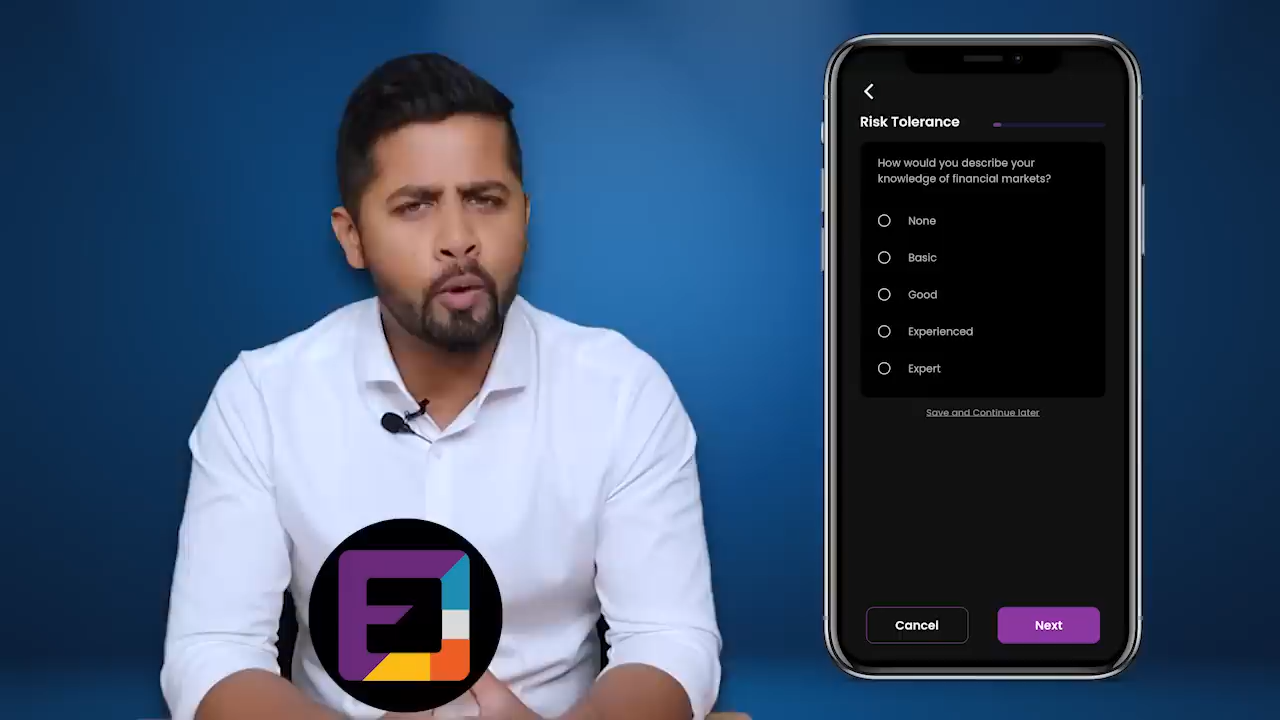 Risk Tolerance
How would you describe your
knowledge of financial markets?
None
Basic
Good
Experienced
Expert
Save and Continue later
Cancel
Next